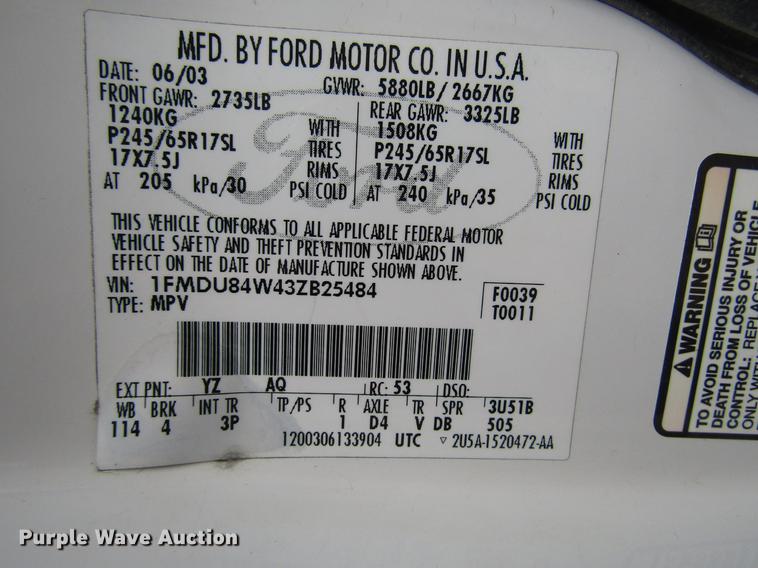 MFD. BY FORD MOTOR CO. IN U.S.A.
DATE: 06/03 GVWR: 5880LB/ 2667KG
FRONT GAWR: 2735LB REAR GAWR: 3325LB
1240KG WITH 1508KG WITH
P245/65R17SL TIRES P245/65R17SL TIRES
17X7.5J RIMS 17X7.5J RIMS
AT 205 kPa/30 PSI COLD AT 240 kPa/35 PSI COLD
Ford
THIS VEHICLE CONFORMS TO ALL APPLICABLE FEDERAL MOTOR
VEHICLE SAFETY AND THEFT PREVENTION STANDARDS IN
EFFECT ON THE DATE OF MANUFACTURE SHOWN ABOVE.
VIN: 1FMDU84W43ZB25484 F0039
TYPE: MPV T0011
EXT PNT: YZ AQ RC: 53 DSO:
WB BRK INT TR TP/PS R AXLE TR SPR 3U51B
114 4 3P 1 D4 V DB 505
1200306133904 UTC 2U5A-1520472-AA
WARNING
TO AVOID SERIOUS INJURY OR
DEATH FROM LOSS OF VEHICLE
CONTROL: REPLACE
ONLY WITH
Purple Wave Auction